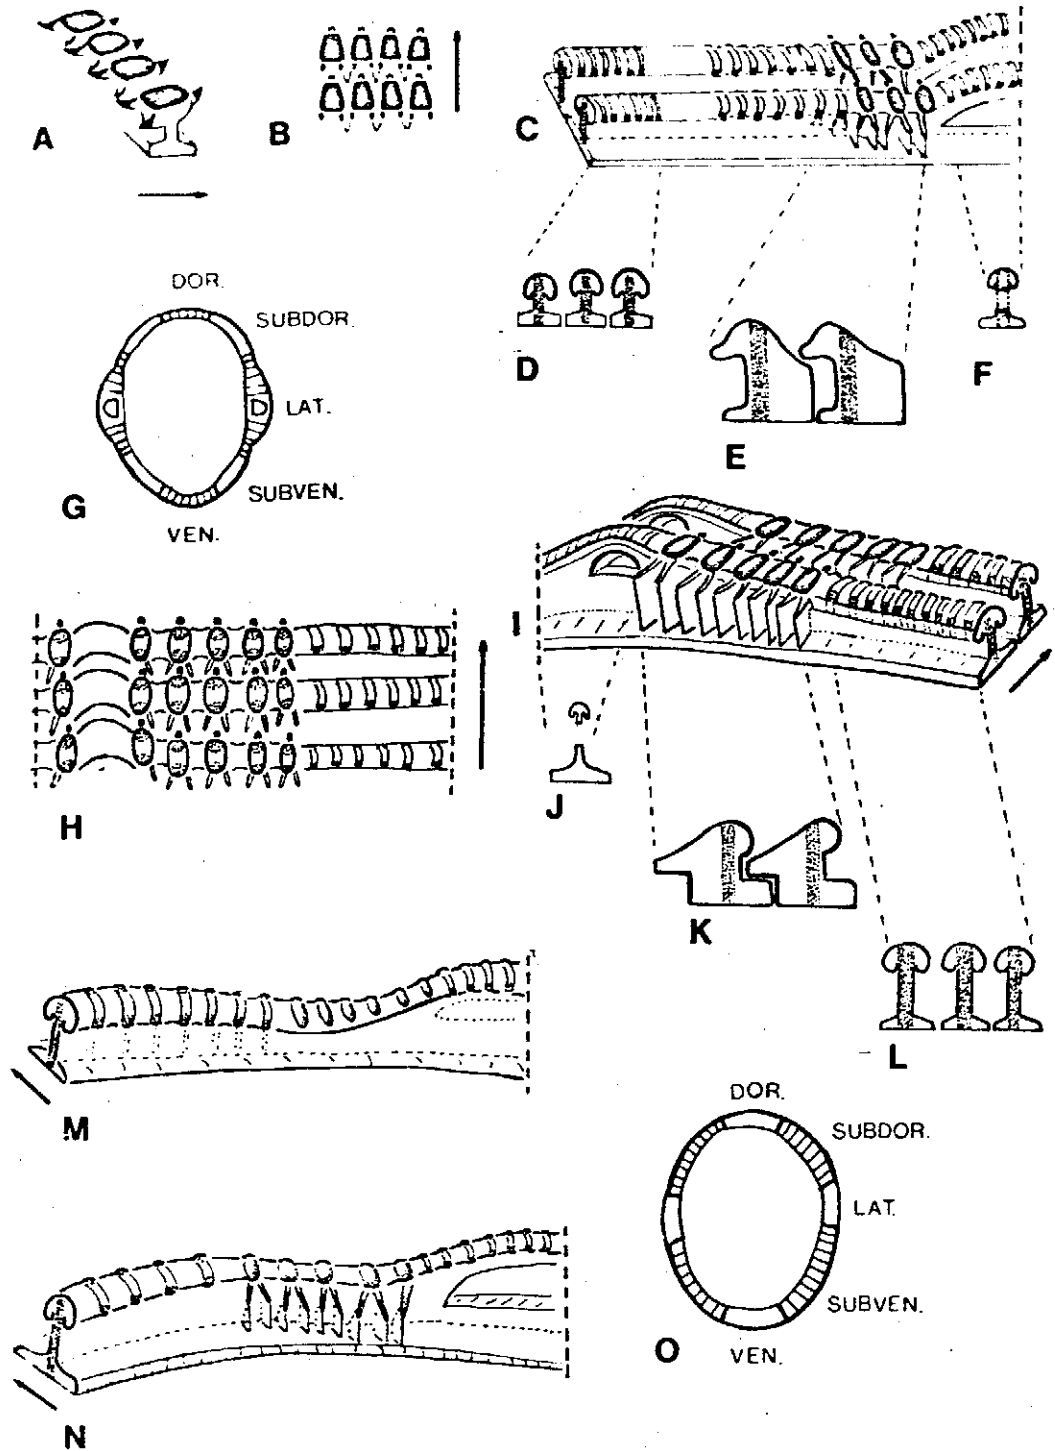 A
B
C
D
E
F
DOR.
SUBDOR.
LAT.
SUBVEN.
G
VEN.
H
I
J
K
L
M
DOR.
SUBDOR.
LAT.
SUBVEN.
O
VEN.
N